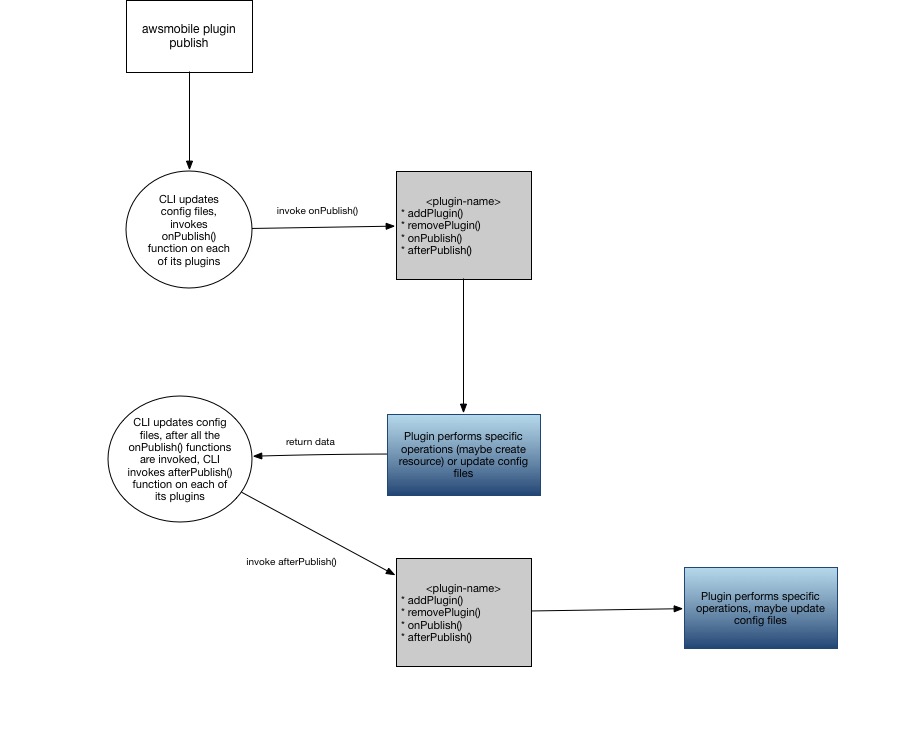 awsmobile plugin
publish
CLI updates
config files,
invokes
onPublish()
function on each
of its plugins
invoke onPublish()
<plugin-name>
* addPlugin()
* removePlugin()
* onPublish()
* afterPublish()
CLI updates config
files, after all the
onPublish() functions
are invoked, CLI
invokes afterPublish()
function on each of
its plugins
return data
Plugin performs specific
operations (maybe create
resource) or update config
files
invoke afterPublish()
<plugin-name>
* addPlugin()
* removePlugin()
* onPublish()
* afterPublish()
Plugin performs specific
operations, maybe update
config files